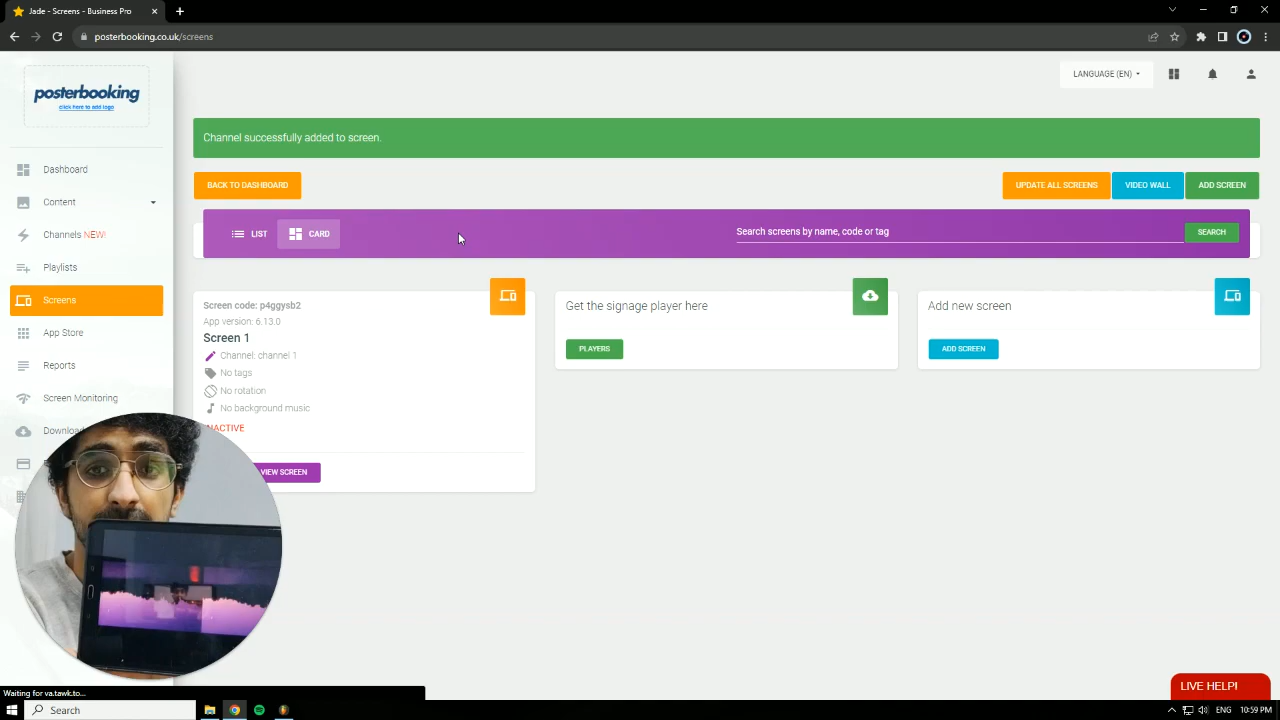 Jade - Screens - Business Pro
posterbooking.co.uk/screens
posterbooking
click here to add logo
LANGUAGE (EN)
Dashboard
Content
Channels NEW!
Playlists
Screens
App Store
Reports
Screen Monitoring
Channel successfully added to screen.
BACK TO DASHBOARD
UPDATE ALL SCREENS
VIDEO WALL
ADD SCREEN
LIST
CARD
Search screens by name, code or tag
SEARCH
Screen code: p4ggysb2
App version: 6.13.0
Screen 1
Channel: channel 1
No tags
No rotation
No background music
VIEW SCREEN
Get the signage player here
PLAYERS
Add new screen
ADD SCREEN
LIVE HELP!
Waiting for va.tawk.to...
Search
ENG
10:59 PM